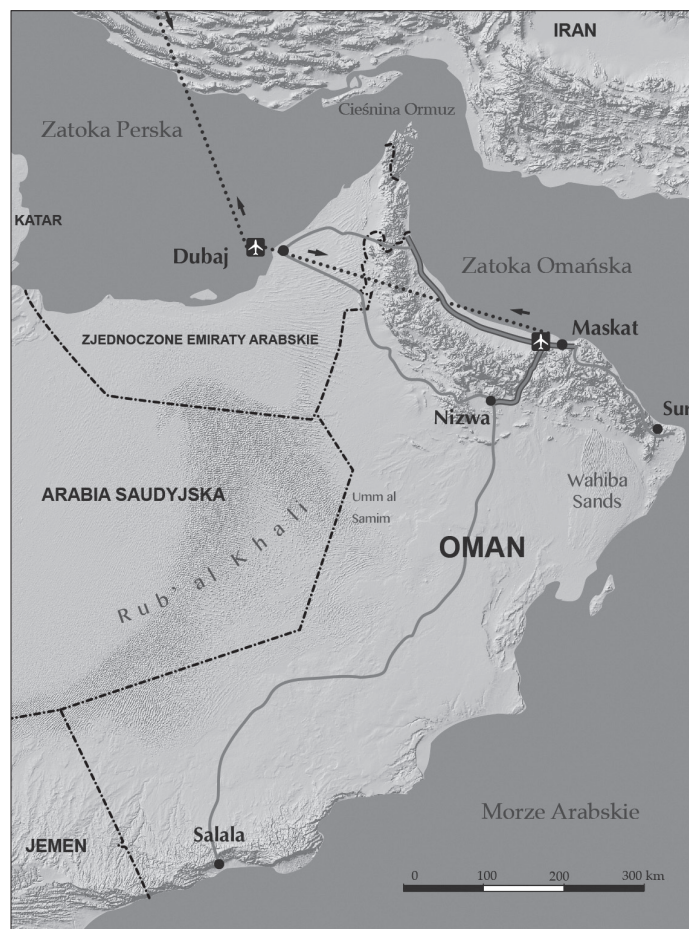 IRAN
Cieśnina Ormuz
Zatoka Perska
KATAR
Dubaj
Zatoka Omańska
Maskat
ZJEDNOCZONE EMIRATY ARABSKIE
Nizwa
Sur
Wahiba
Sands
ARABIA SAUDYJSKA
Umm al
Samim
Rub' al Khali
OMAN
Morze Arabskie
Salala
JEMEN
0 100 200 300 km